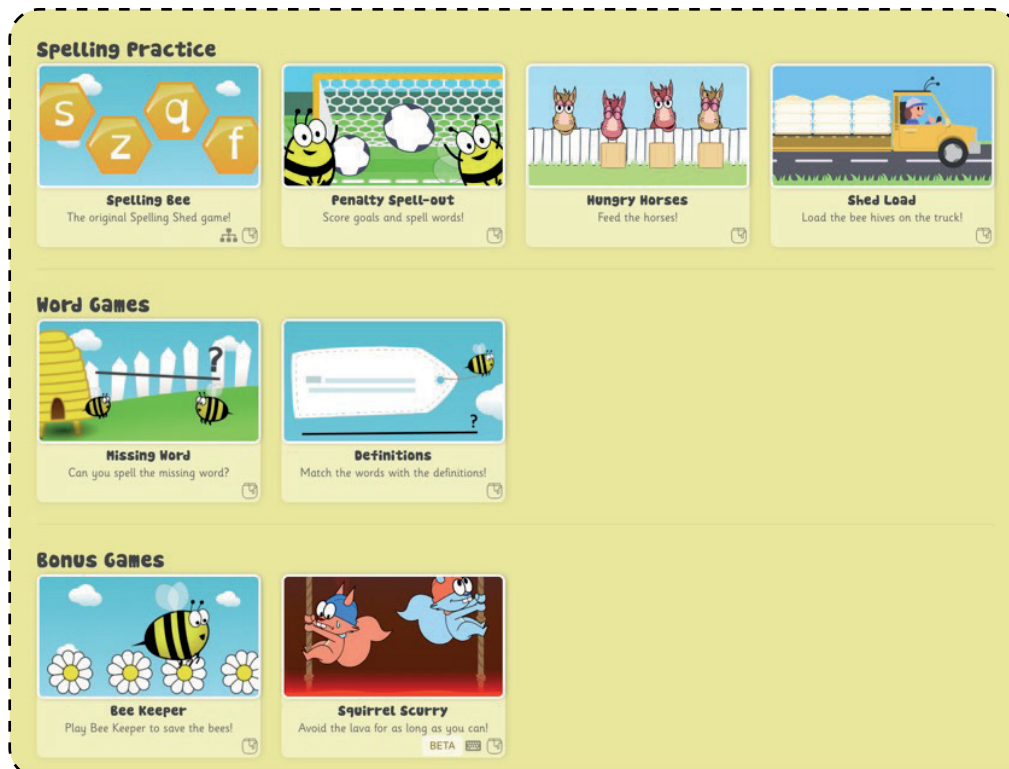 Spelling Practice
s z q f
Spelling Bee
The original Spelling Shed game!
Penalty Spell-out
Score goals and spell words!
Hungry Horses
Feed the horses!
Shed Load
Load the bee hives on the truck!
Word Games
?
Missing Word
Can you spell the missing word?
?
Definitions
Match the words with the definitions!
Bonus Games
Bee Keeper
Play Bee Keeper to save the bees!
Squirrel Scurry
Avoid the lava for as long as you can!
BETA